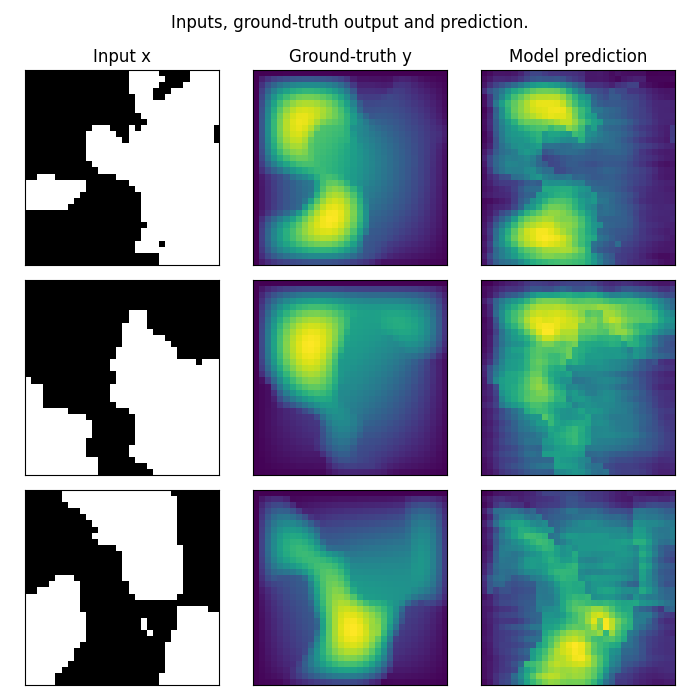 Inputs, ground-truth output and prediction.
Input x
Ground-truth y
Model prediction